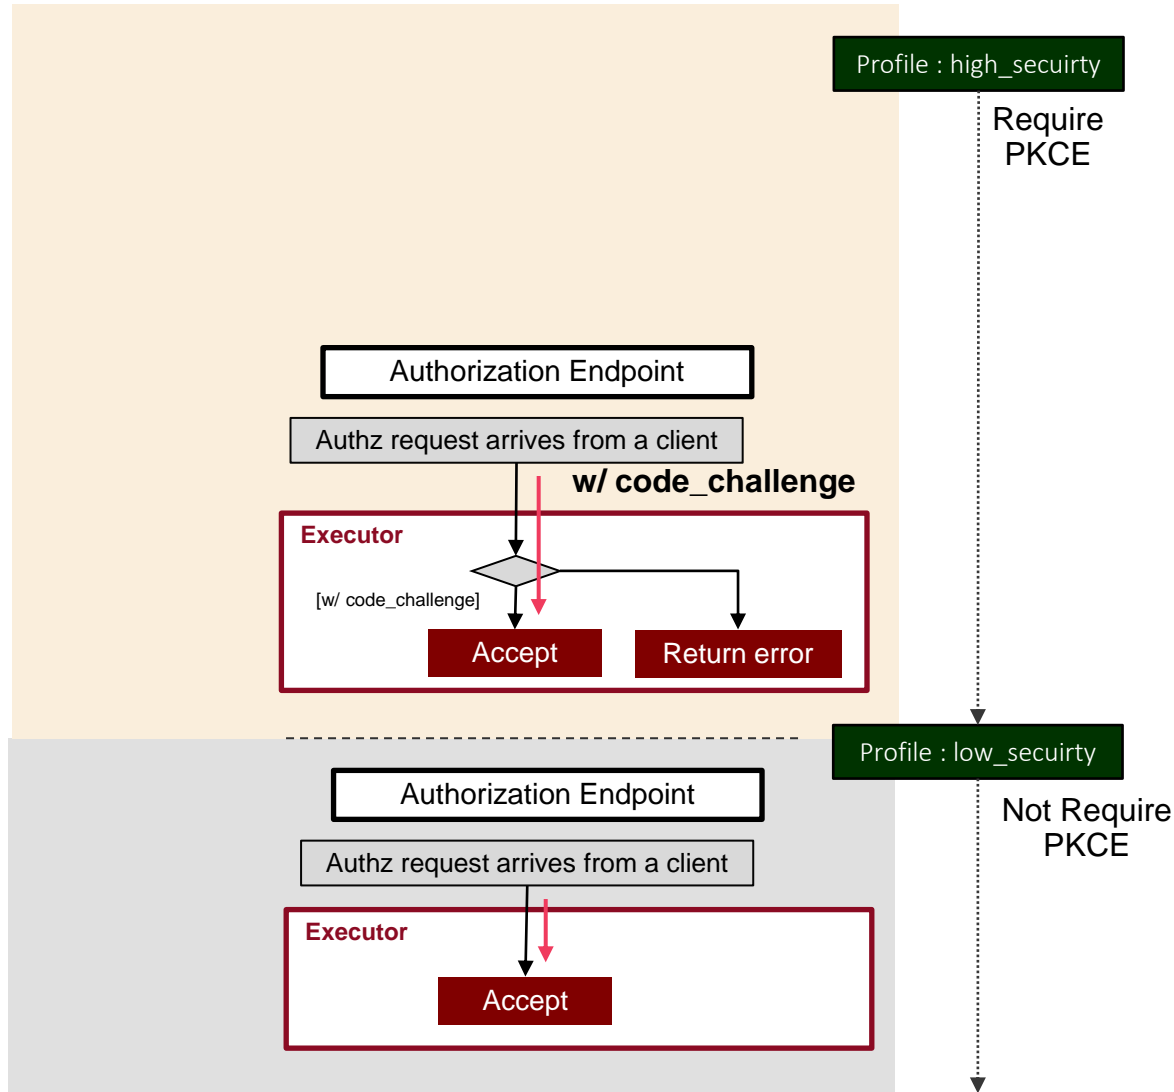 Profile : high_secuirty
Require
PKCE
Authorization Endpoint
Authz request arrives from a client
w/ code_challenge
Executor
[w/ code_challenge]
Accept
Return error
Profile : low_secuirty
Not Require
PKCE
Authorization Endpoint
Authz request arrives from a client
Executor
Accept